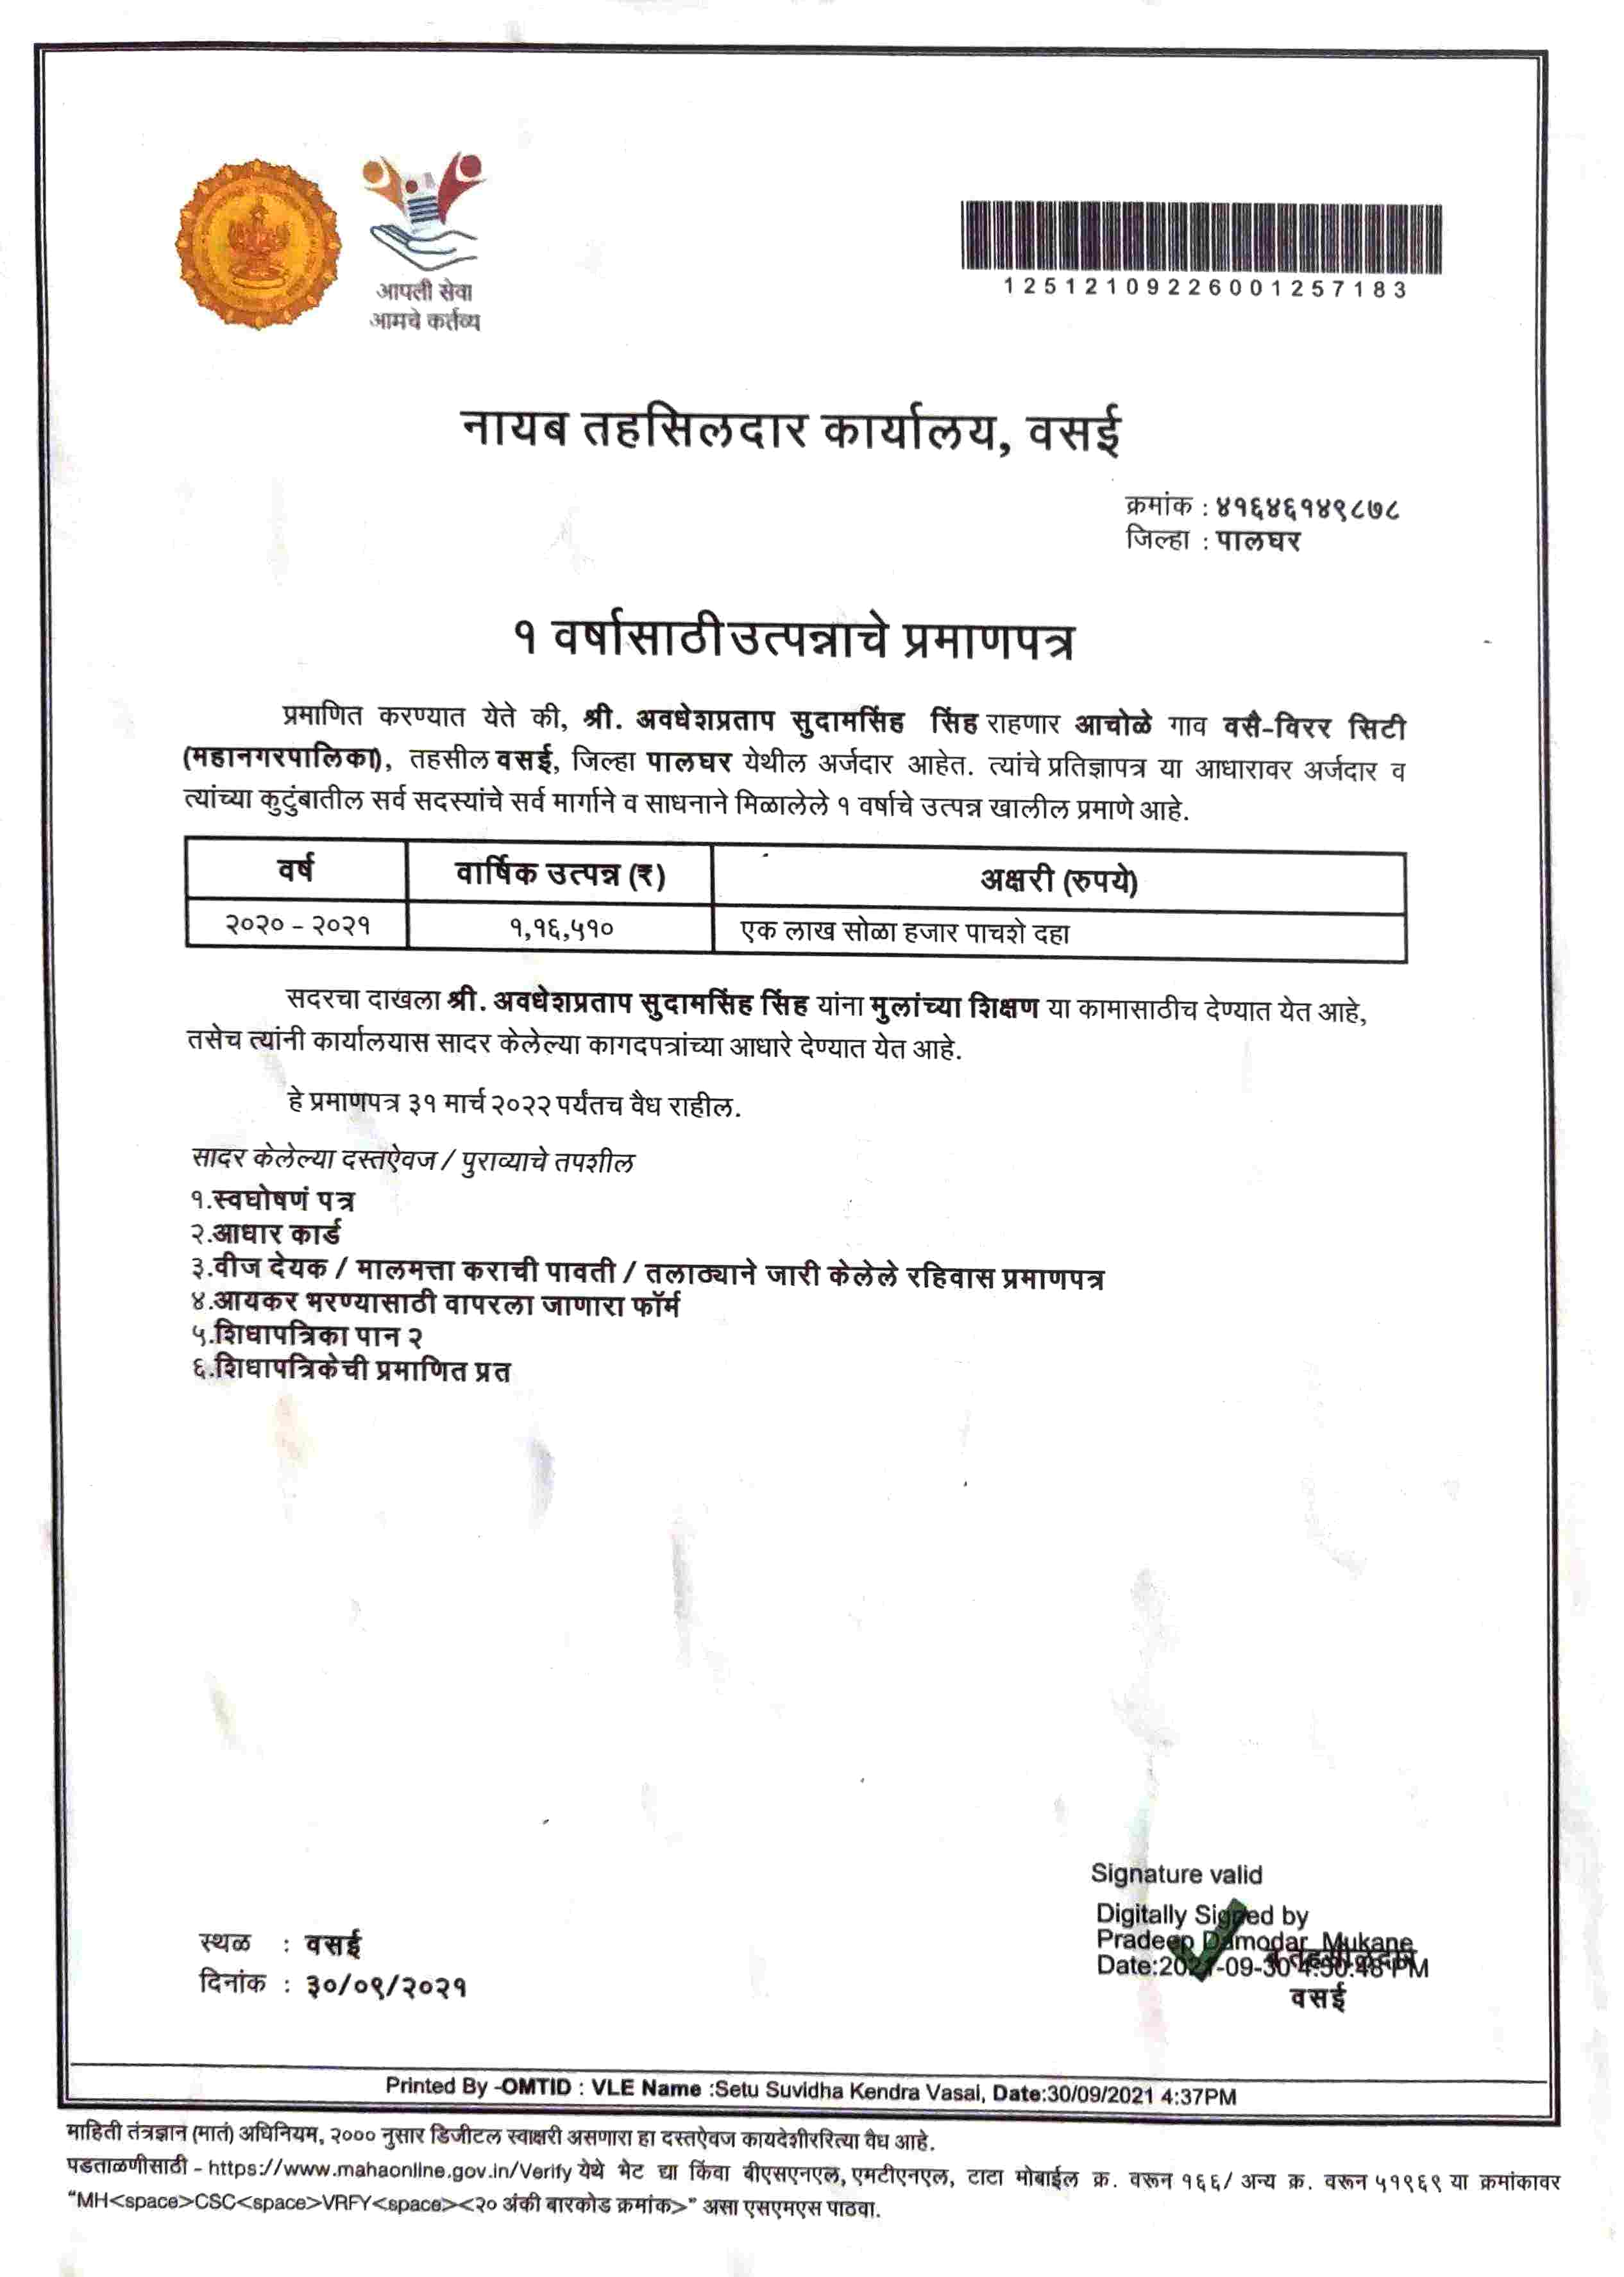 आपली सेवा
आमचे कर्तव्य
12512109226001257183
नायब तहसिलदार कार्यालय, वसई
क्रमांक : ४१६४६१४९८७८
जिल्हा : पालघर
१ वर्षासाठी उत्पन्नाचे प्रमाणपत्र
प्रमाणित करण्यात येते की, श्री. अवधेशप्रताप सुदामसिंह सिंह राहणार आचोळे गाव वसै-विरर सिटी
(महानगरपालिका), तहसील वसई, जिल्हा पालघर येथील अर्जदार आहेत. त्यांचे प्रतिज्ञापत्र या आधारावर अर्जदार व
त्यांच्या कुटुंबातील सर्व सदस्यांचे सर्व मार्गाने व साधनाने मिळालेले १ वर्षाचे उत्पन्न खालील प्रमाणे आहे.
वर्ष वार्षिक उत्पन्न (₹) अक्षरी (रुपये)
२०२० - २०२१ १,१६,५१० एक लाख सोळा हजार पाचशे दहा
सदरचा दाखला श्री. अवधेशप्रताप सुदामसिंह सिंह यांना मुलांच्या शिक्षण या कामासाठीच देण्यात येत आहे,
तसेच त्यांनी कार्यालयास सादर केलेल्या कागदपत्रांच्या आधारे देण्यात येत आहे.
हे प्रमाणपत्र ३१ मार्च २०२२ पर्यंतच वैध राहील.
सादर केलेल्या दस्तऐवज / पुराव्याचे तपशील
१.स्वघोषणं पत्र
२.आधार कार्ड
३.वीज देयक / मालमत्ता कराची पावती / तलाठ्याने जारी केलेले रहिवास प्रमाणपत्र
४.आयकर भरण्यासाठी वापरला जाणारा फॉर्म
५.शिधापत्रिका पान २
६.शिधापत्रिकेची प्रमाणित प्रत
Signature valid
Digitally Signed by
Pradeep Damodar Mukane
Date:2021-09-30 4:50:48 PM
तहसीलदार
वसई
स्थळ : वसई
दिनांक : ३०/०९/२०२१
Printed By -OMTID : VLE Name :Setu Suvidha Kendra Vasai, Date:30/09/2021 4:37PM
माहिती तंत्रज्ञान (मातं) अधिनियम, २००० नुसार डिजीटल स्वाक्षरी असणारा हा दस्तऐवज कायदेशीररित्या वैध आहे.
पडताळणीसाठी - https://www.mahaonline.gov.in/Verify येथे भेट द्या किंवा बीएसएनएल, एमटीएनएल, टाटा मोबाईल क्र. वरून १६६/ अन्य क्र. वरून ५१९६९ या क्रमांकावर
“MH<space>CSC<space>VRFY<space><२० अंकी बारकोड क्रमांक>” असा एसएमएस पाठवा.